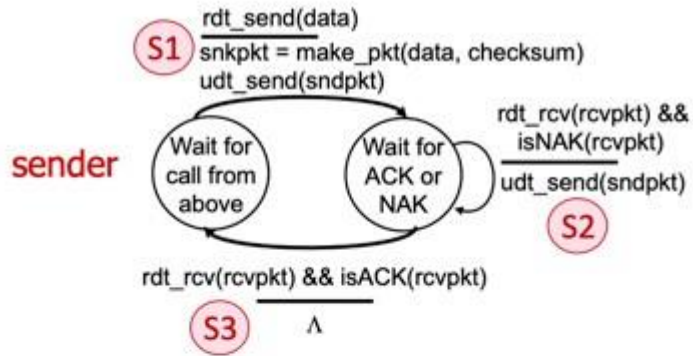 rdt_send(data)
S1
snkpkt = make_pkt(data, checksum)
udt_send(sndpkt)
sender
Wait for
call from
above
Wait for
ACK or
NAK
rdt_rcv(rcvpkt) &&
isNAK(rcvpkt)
udt_send(sndpkt)
S2
rdt_rcv(rcvpkt) && isACK(rcvpkt)
S3
Λ